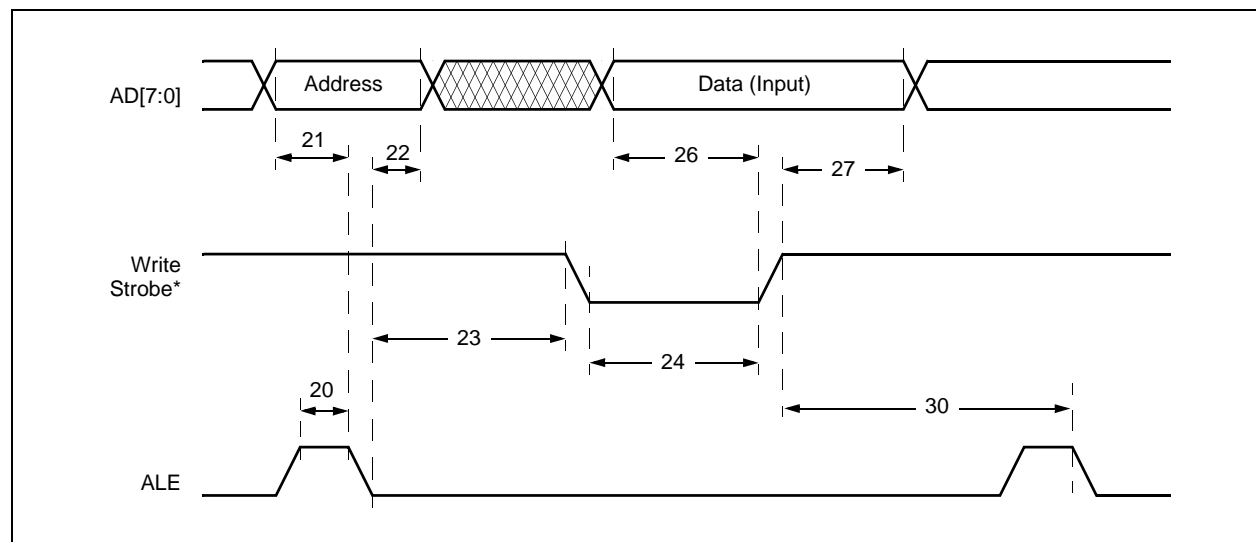 AD[7:0]
Address
Data (Input)
21
22
26
27
Write
Strobe*
23
24
20
30
ALE